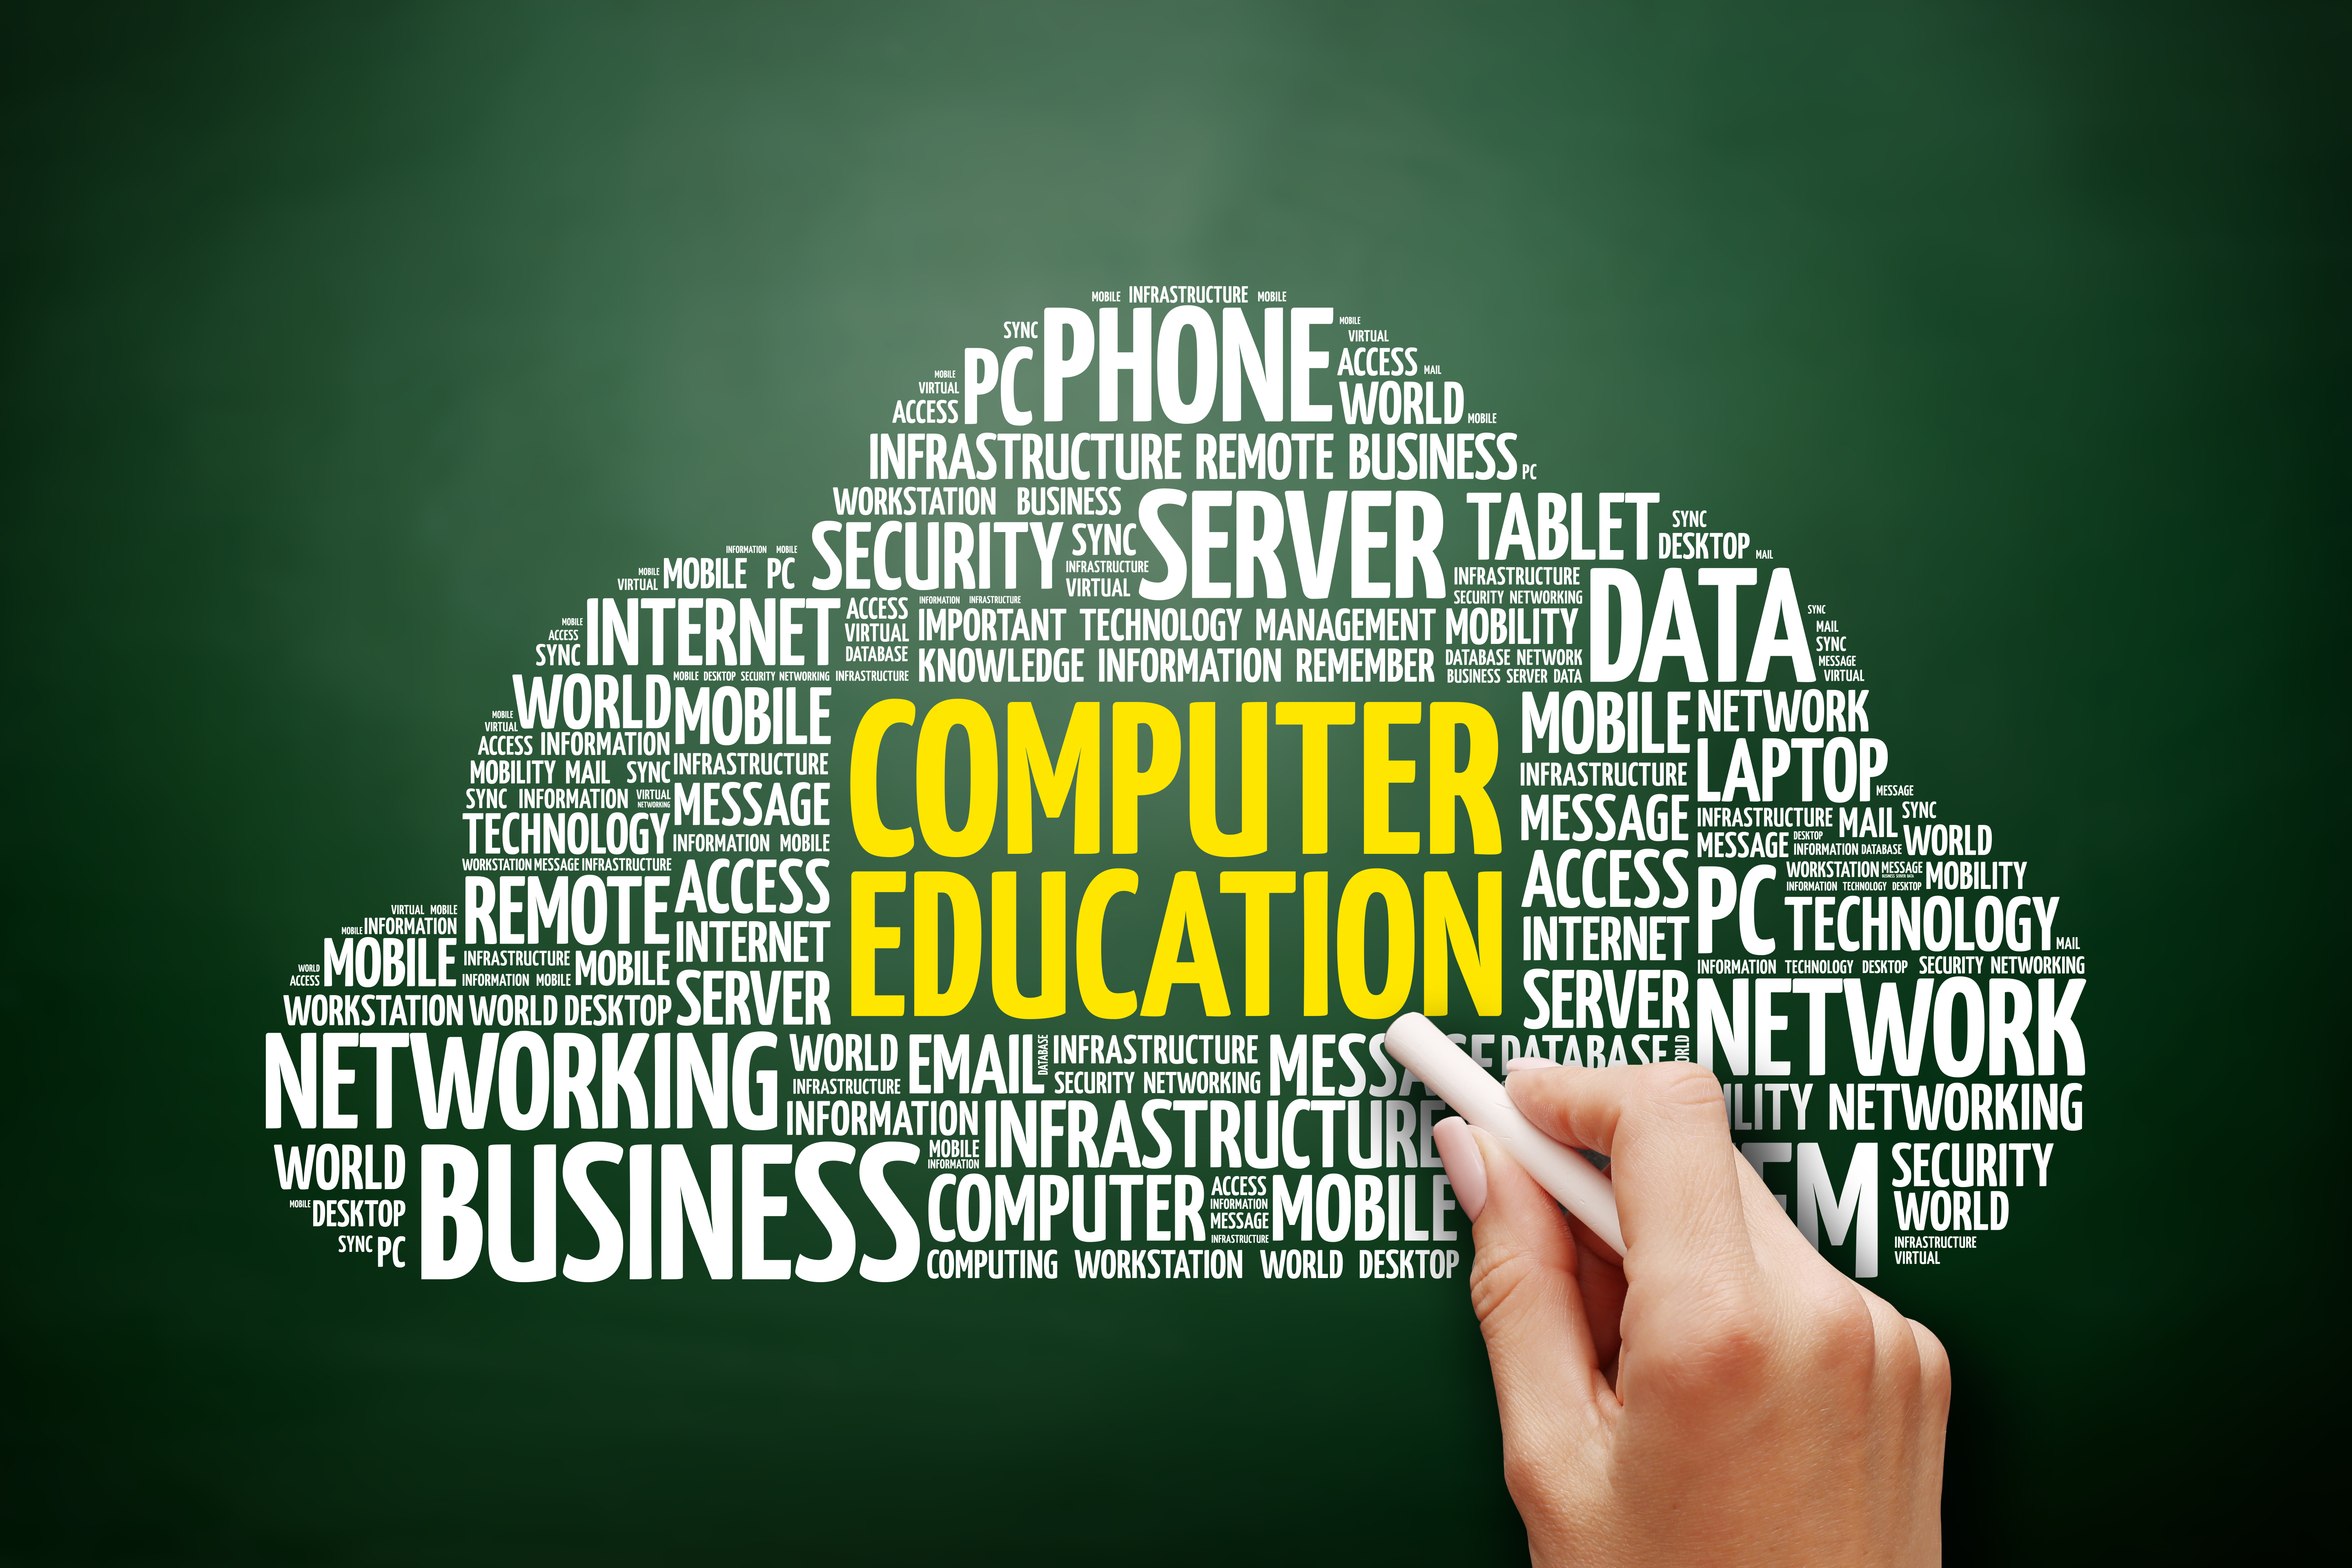 MOBILE INFRASTRUCTURE MOBILE
SYNC PHONE MOBILE
VIRTUAL
MOBILE PC ACCESS MAIL
VIRTUAL
ACCESS WORLD MOBILE
INFRASTRUCTURE REMOTE BUSINESS PC
WORKSTATION BUSINESS SERVER TABLET SYNC
SECURITY SYNC DESKTOP MAIL
INFORMATION MOBILE
MOBILE MOBILE PC INFRASTRUCTURE INFRASTRUCTURE DATA
VIRTUAL VIRTUAL SECURITY NETWORKING
INTERNET ACCESS INFORMATION INFRASTRUCTURE SYNC
MOBILE VIRTUAL IMPORTANT TECHNOLOGY MANAGEMENT MOBILITY MAIL
ACCESS SYNC
SYNC DATABASE KNOWLEDGE INFORMATION REMEMBER DATABASE NETWORK MESSAGE
MOBILE DESKTOP SECURITY NETWORKING INFRASTRUCTURE BUSINESS SERVER DATA VIRTUAL
WORLD MOBILE COMPUTER MOBILE NETWORK
MOBILE
VIRTUAL
ACCESS INFORMATION INFRASTRUCTURE INFRASTRUCTURE LAPTOP
MOBILITY MAIL SYNC MESSAGE
SYNC INFORMATION VIRTUAL MESSAGE MESSAGE INFRASTRUCTURE MAIL SYNC
NETWORKING
TECHNOLOGY INFORMATION MOBILE MESSAGE DESKTOP WORLD
INFORMATION DATABASE
WORKSTATION MESSAGE INFRASTRUCTURE ACCESS EDUCATION ACCESS PC WORKSTATION MESSAGE MOBILITY
BUSINESS SERVER DATA
INFORMATION TECHNOLOGY DESKTOP
VIRTUAL MOBILE REMOTE TECHNOLOGY
MOBILE INFORMATION INTERNET INTERNET MAIL
MOBILE INFRASTRUCTURE MOBILE INFORMATION TECHNOLOGY DESKTOP SECURITY NETWORKING
WORLD
ACCESS INFORMATION MOBILE
WORKSTATION WORLD DESKTOP SERVER SERVER NETWORK
NETWORKING WORLD EMAIL DATABASE INFRASTRUCTURE DATABASE
INFRASTRUCTURE SECURITY NETWORKING
INFORMATION INFRASTRUCTURE NETWORKING
WORLD BUSINESS MOBILE SECURITY
INFORMATION
MOBILE DESKTOP COMPUTER ACCESS MOBILE WORLD
INFORMATION
MESSAGE
INFRASTRUCTURE INFRASTRUCTURE
SYNC PC COMPUTING WORKSTATION WORLD DESKTOP VIRTUAL